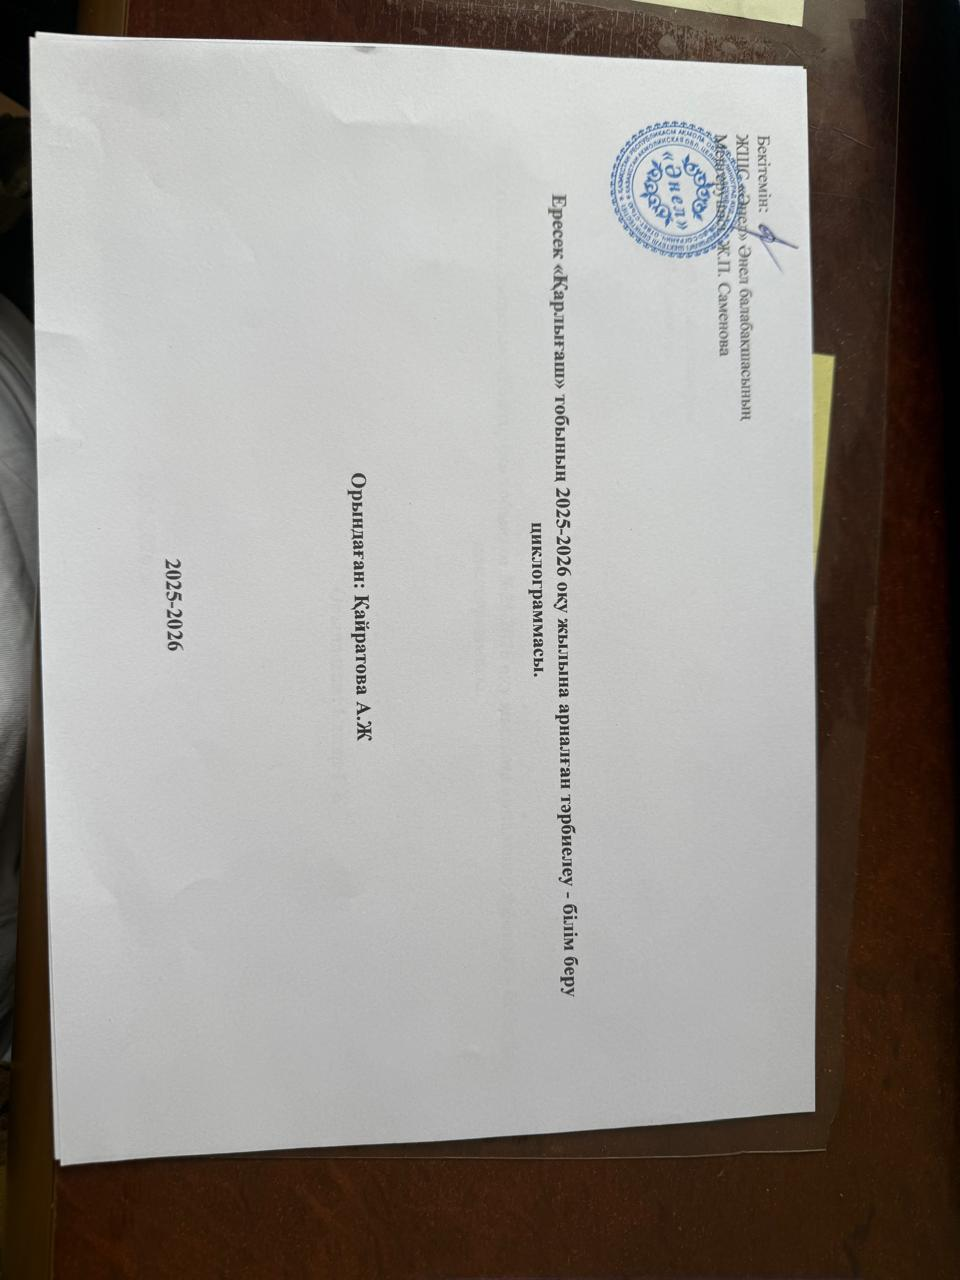 Бекітемін:
ЖШС «Әнел» Әнел балабақшасының
Меңгерушісі Ж.П. Саменова
«Әнел»
Ересек «Қарлығаш» тобының 2025-2026 оқу жылына арналған тәрбиелеу - білім беру
циклограммасы.
Орындаған: Қайратова А.Ж
2025-2026